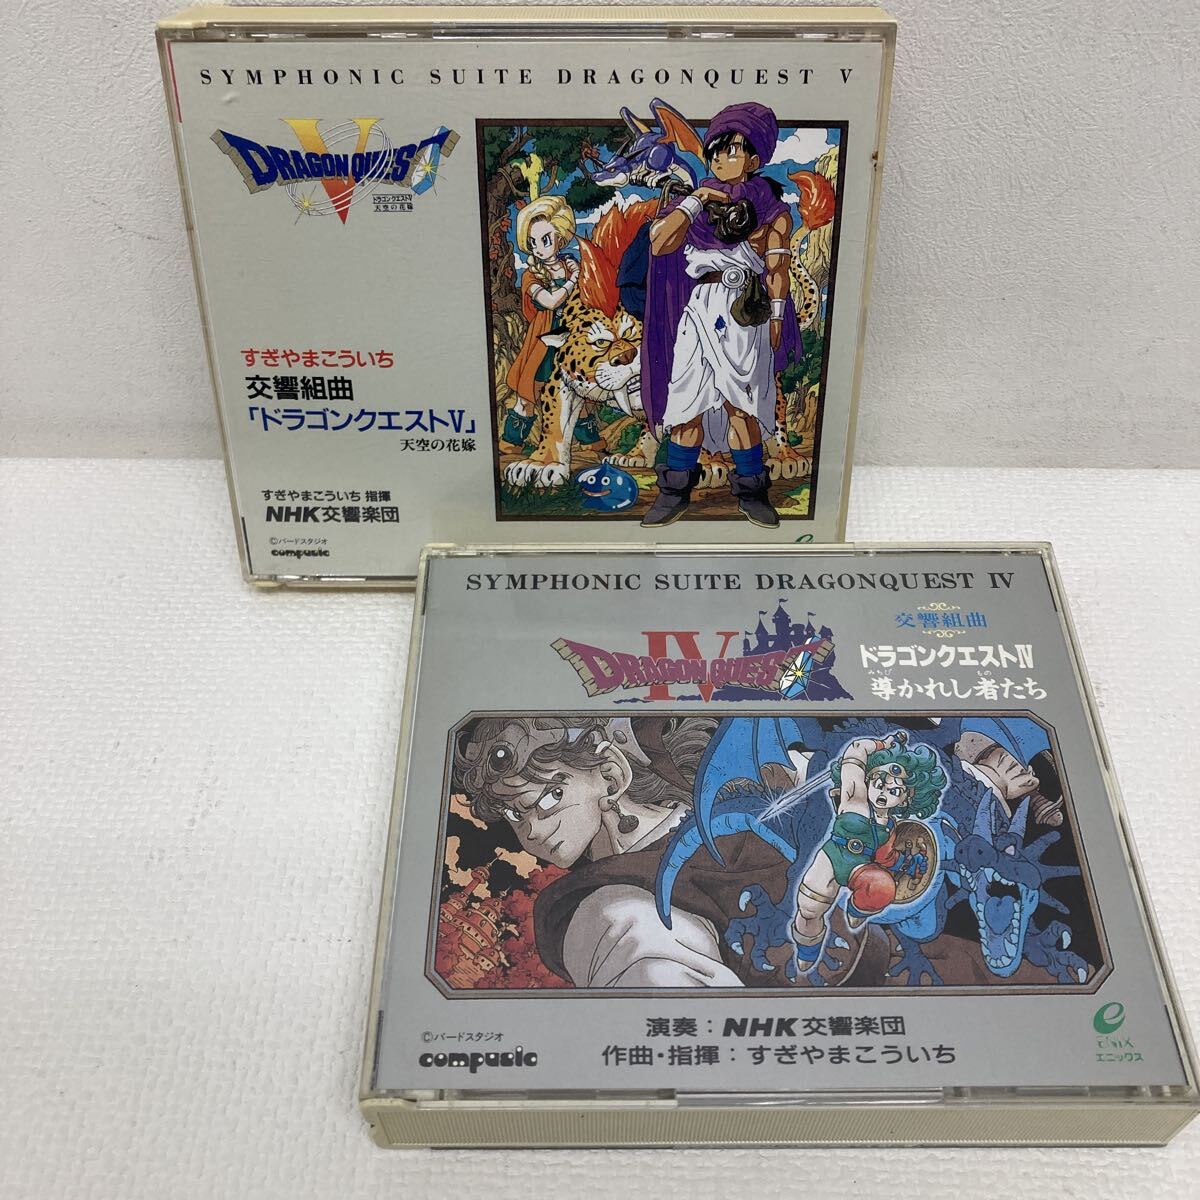 SYMPHONIC SUITE DRAGONQUEST V
DRAGON QUEST
V
ドラゴンクエストV
天空の花嫁
すぎやまこういち
交響組曲
「ドラゴンクエストV」
天空の花嫁
すぎやまこういち 指揮
NHK交響楽団
©バードスタジオ
compusic
SYMPHONIC SUITE DRAGONQUEST IV
IV
DRAGON QUEST
交響組曲
ドラゴンクエストIV
みちび もの
導かれし者たち
演奏：NHK交響楽団
作曲・指揮：すぎやまこういち
©バードスタジオ
compusic
ENIX
エニックス